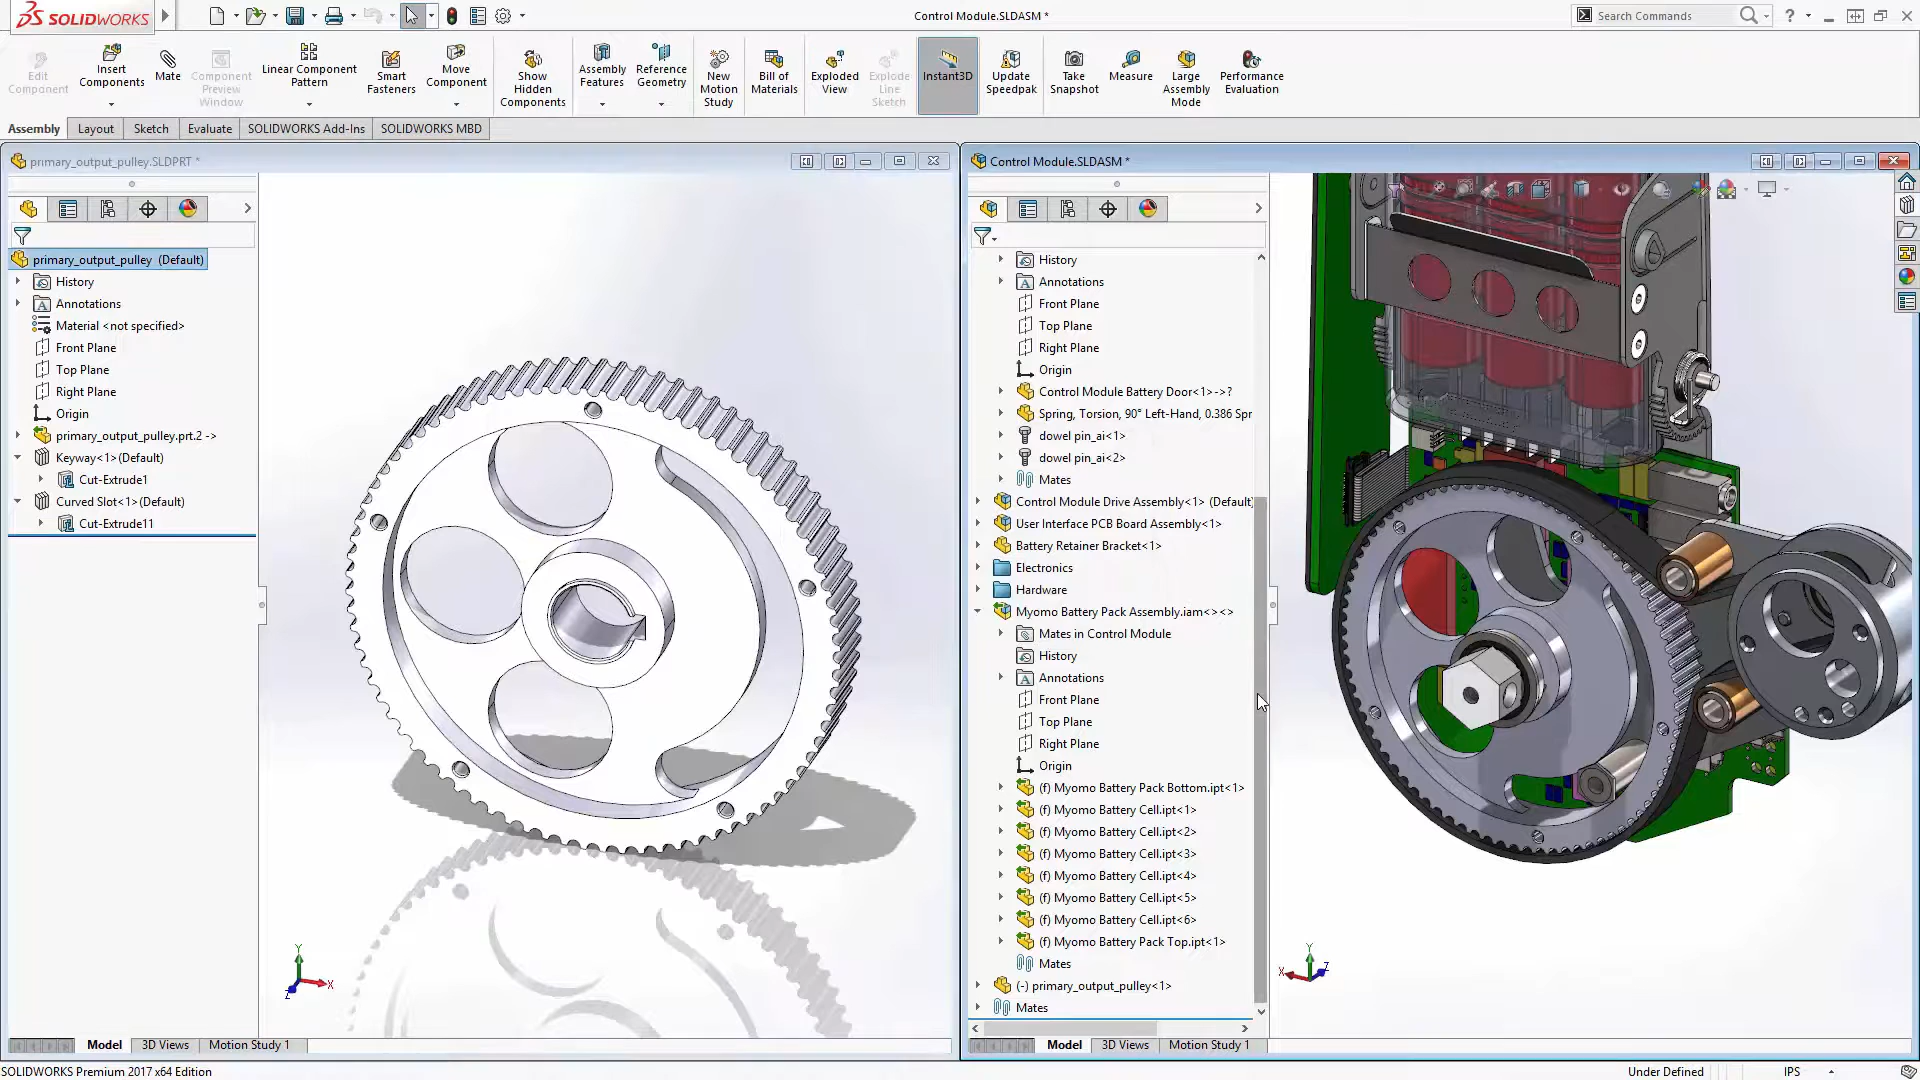 SOLIDWORKS
Control Module.SLDASM *
Search Commands
Edit Component
Insert Components
Mate
Component Preview Window
Linear Component Pattern
Smart Fasteners
Move Component
Show Hidden Components
Assembly Features
Reference Geometry
New Motion Study
Bill of Materials
Exploded View
Explode Line Sketch
Instant3D
Update Speedpak
Take Snapshot
Measure
Large Assembly Mode
Performance Evaluation
Assembly
Layout
Sketch
Evaluate
SOLIDWORKS Add-Ins
SOLIDWORKS MBD
primary_output_pulley.SLDPRT *
primary_output_pulley (Default)
History
Annotations
Material <not specified>
Front Plane
Top Plane
Right Plane
Origin
primary_output_pulley.prt.2 ->
Keyway<1> (Default)
Cut-Extrude1
Curved Slot<1> (Default)
Cut-Extrude11
Y
X
Z
Model
3D Views
Motion Study 1
Control Module.SLDASM *
History
Annotations
Front Plane
Top Plane
Right Plane
Origin
Control Module Battery Door<1>->?
Spring, Torsion, 90° Left-Hand, 0.386 Spr
dowel pin_ai<1>
dowel pin_ai<2>
Mates
Control Module Drive Assembly<1> (Default
User Interface PCB Board Assembly<1>
Battery Retainer Bracket<1>
Electronics
Hardware
Myomo Battery Pack Assembly.iam<><>
Mates in Control Module
History
Annotations
Front Plane
Top Plane
Right Plane
Origin
(f) Myomo Battery Pack Bottom.ipt<1>
(f) Myomo Battery Cell.ipt<1>
(f) Myomo Battery Cell.ipt<2>
(f) Myomo Battery Cell.ipt<3>
(f) Myomo Battery Cell.ipt<4>
(f) Myomo Battery Cell.ipt<5>
(f) Myomo Battery Cell.ipt<6>
(f) Myomo Battery Pack Top.ipt<1>
Mates
(-) primary_output_pulley<1>
Mates
Y
X
Z
Model
3D Views
Motion Study 1
SOLIDWORKS Premium 2017 x64 Edition
Under Defined
IPS